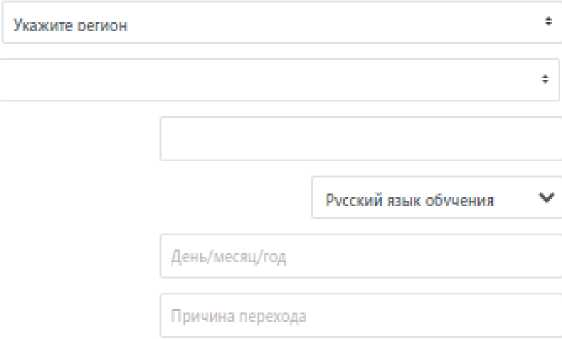 Укажите регион
Русский язык обучения
День/месяц/год
Причина перехода